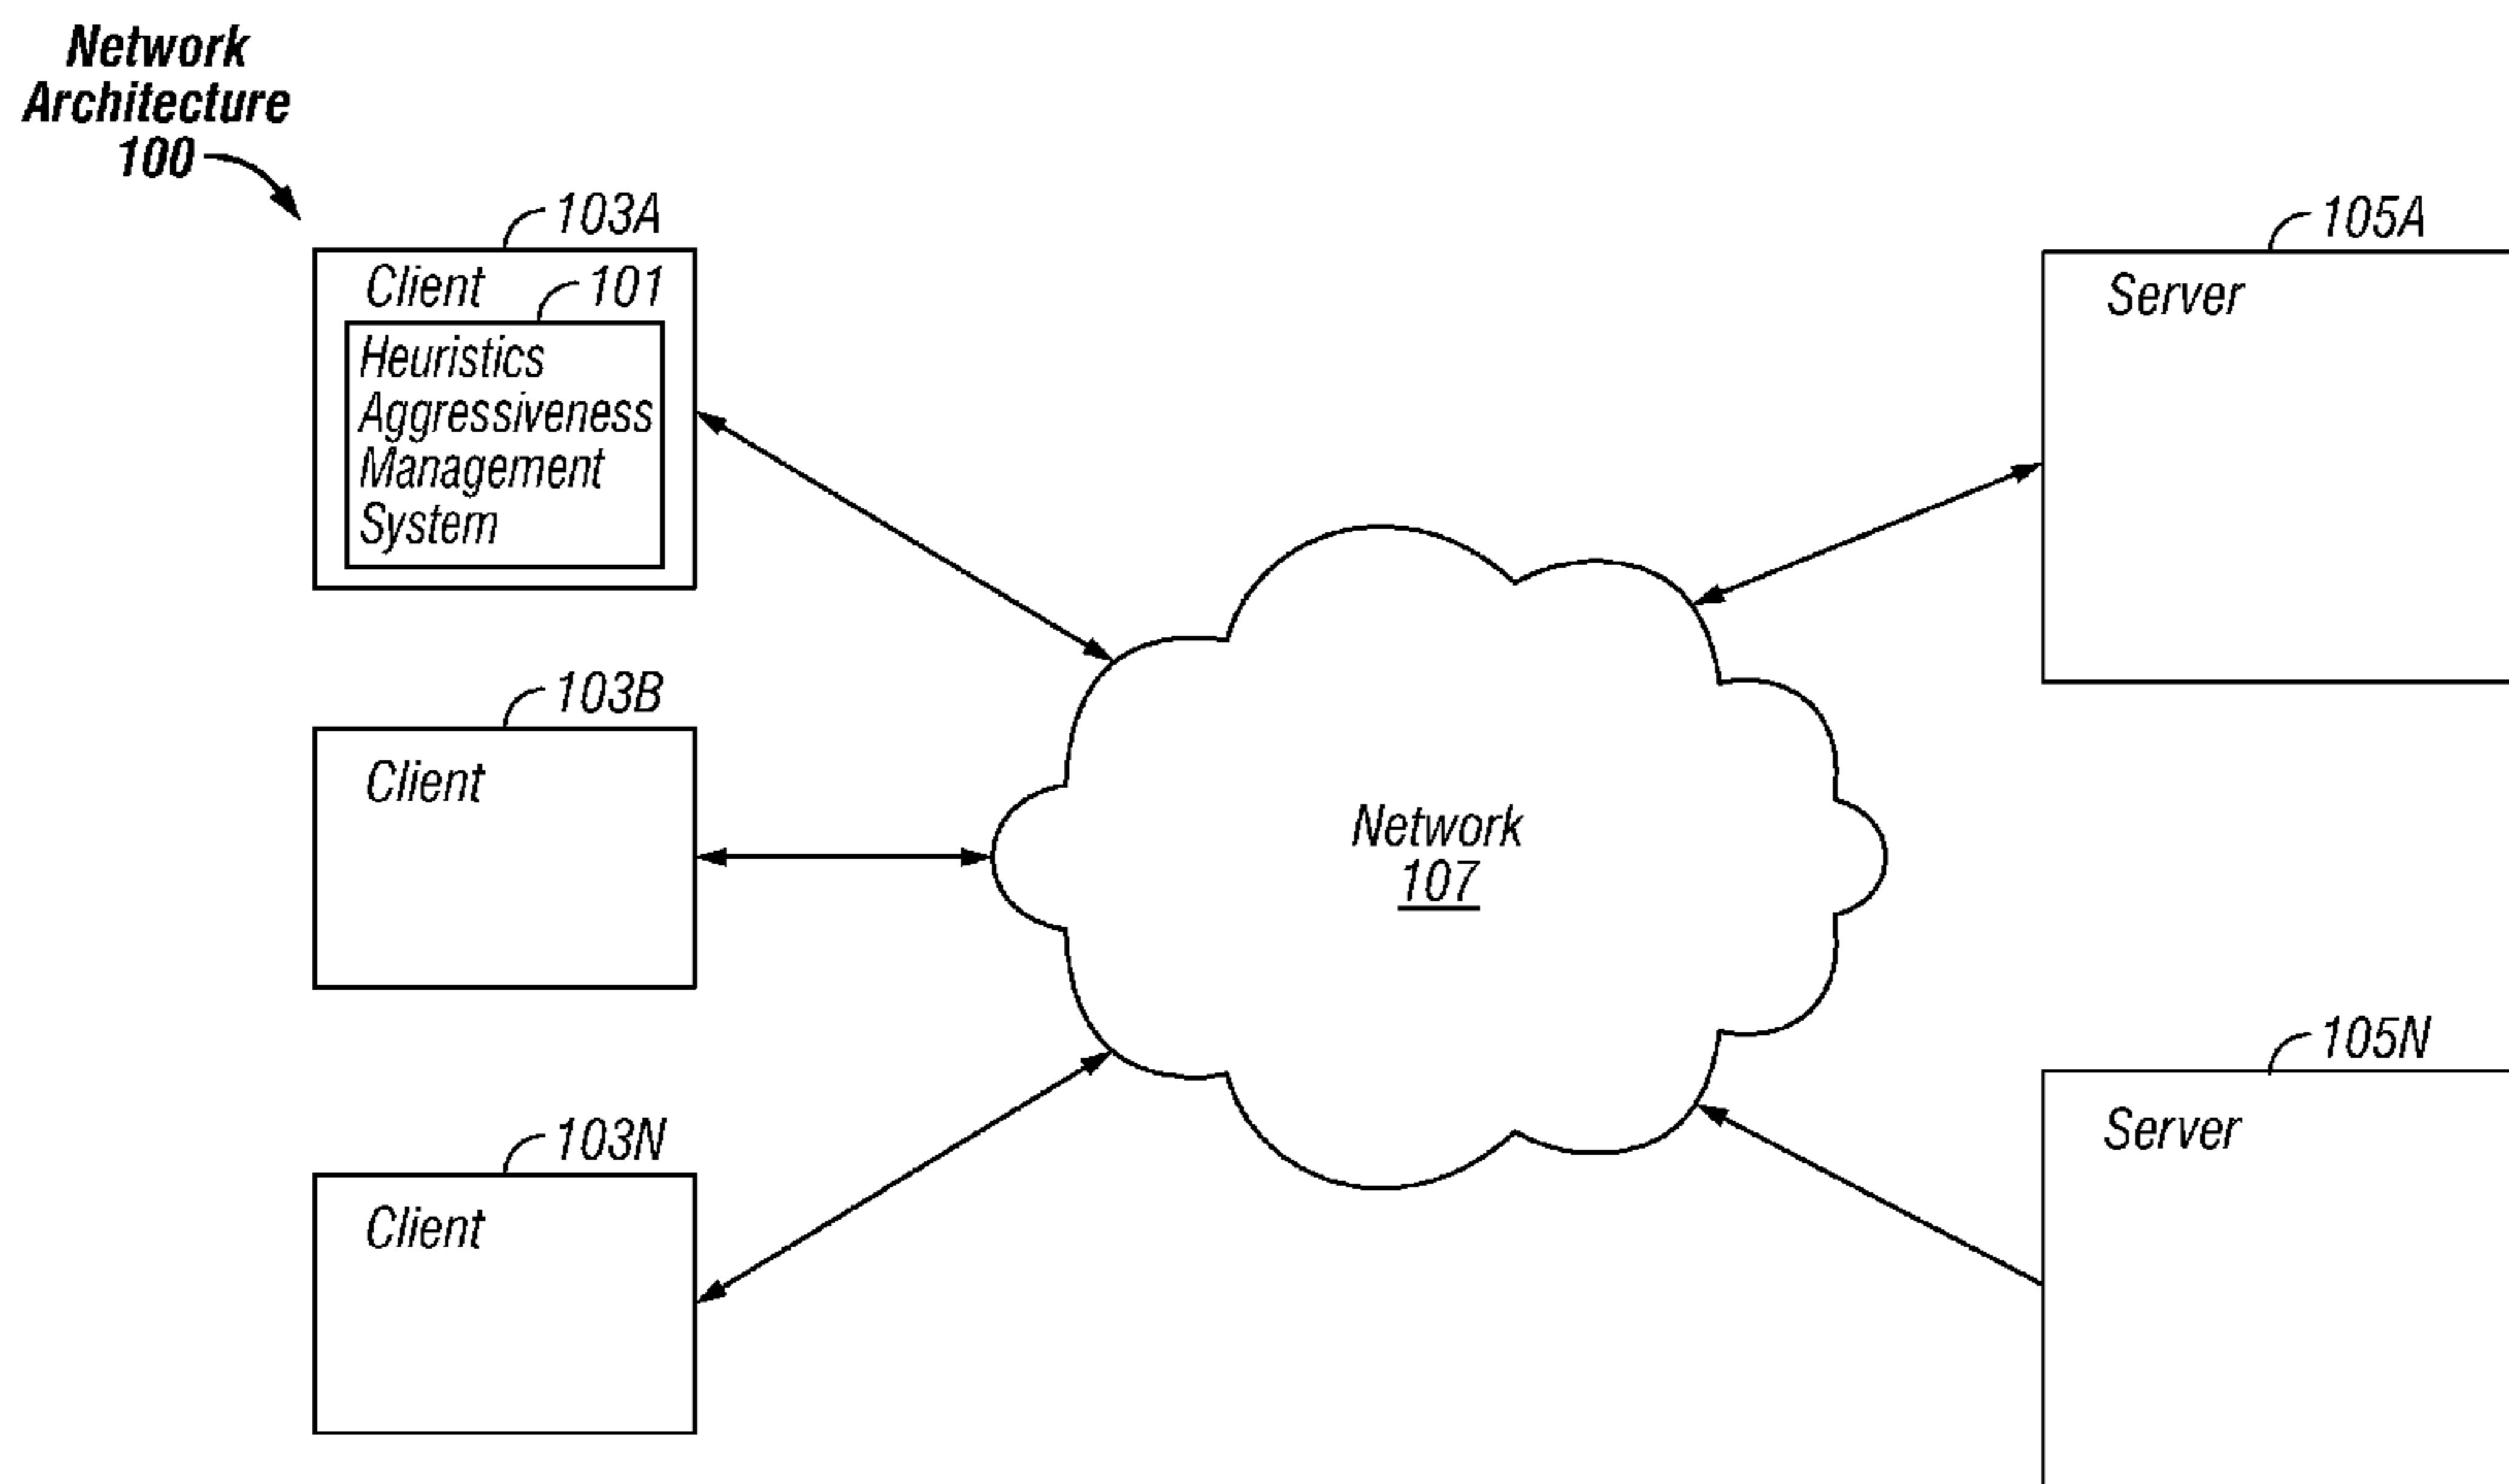 Network
Architecture
100
103A
Client
101
Heuristics
Aggressiveness
Management
System
105A
Server
103B
Client
Network
107
103N
Client
105N
Server